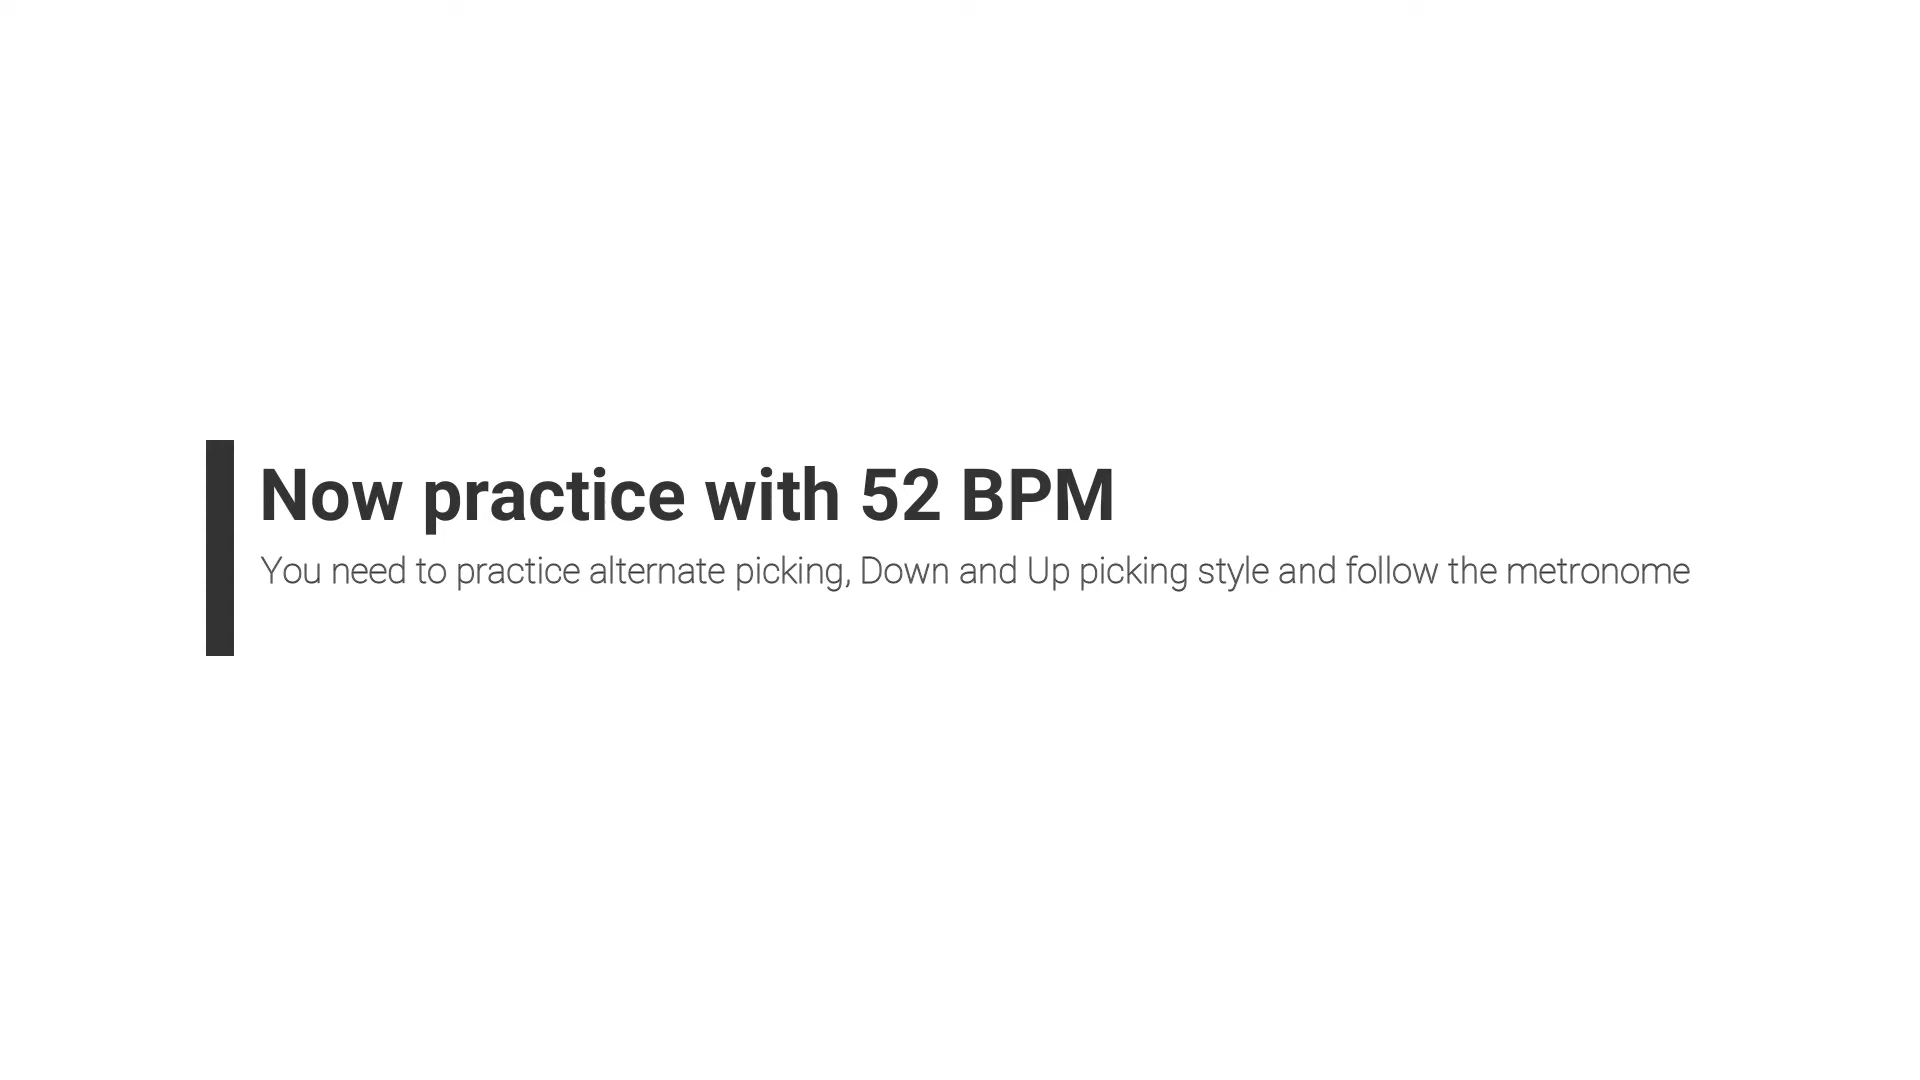 Now practice with 52 BPM
You need to practice alternate picking, Down and Up picking style and follow the metronome